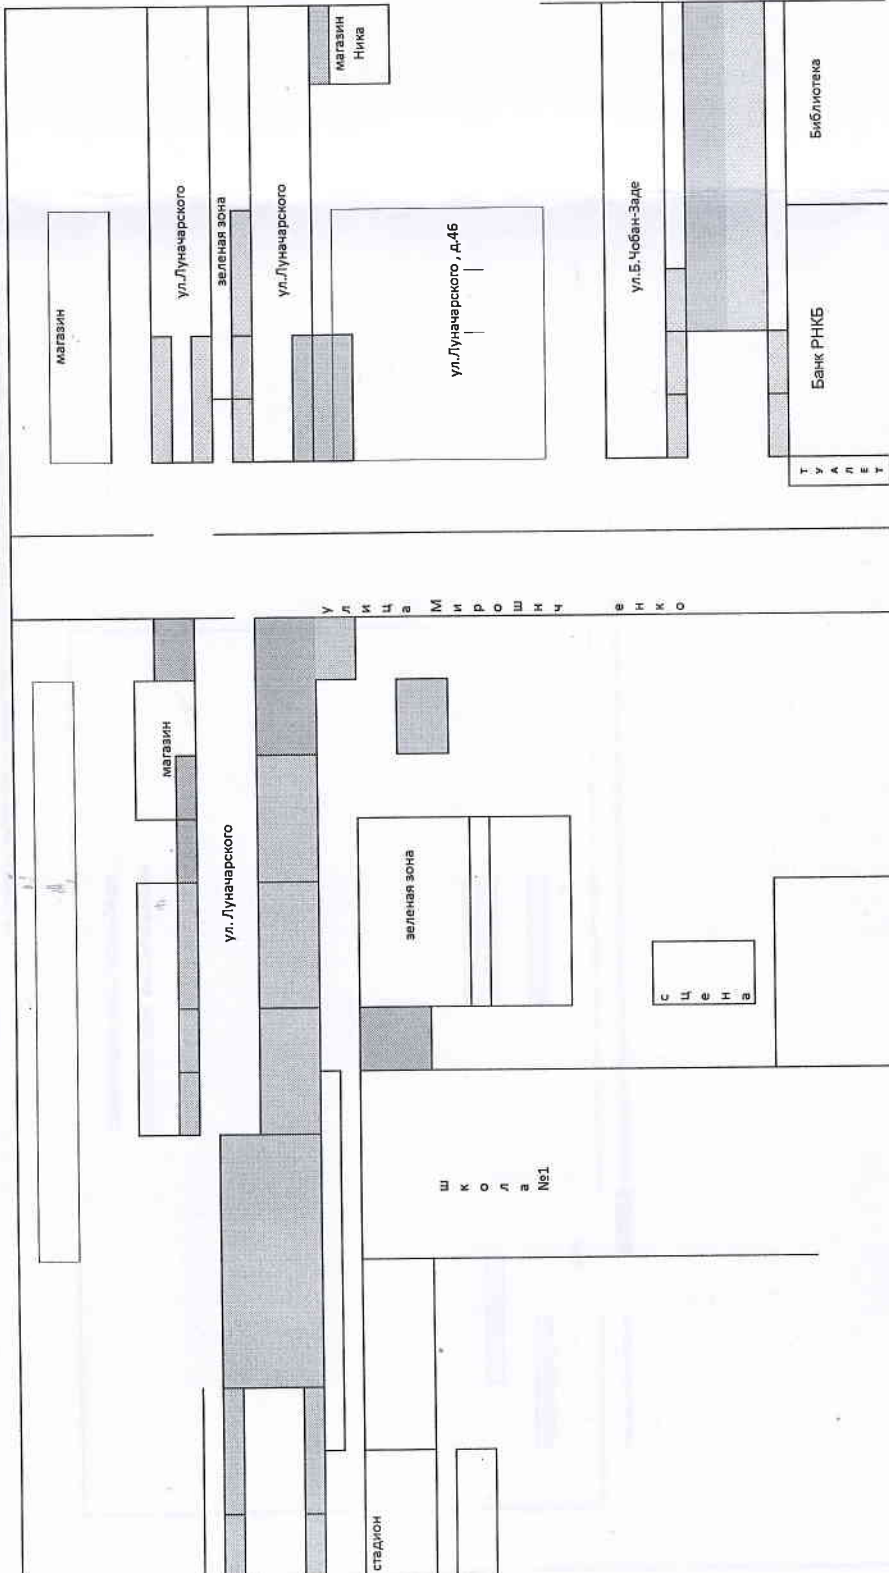 магазин
ул.Луначарского
зеленая зона
ул.Луначарского
магазин
Ника
ул.Луначарского , д.4б
ул.Б.Чобан-Заде
Библиотека
Банк РНКБ
туалет
улица Мирошниченко
магазин
ул. Луначарского
зеленая зона
сцена
школа
№1
стадион